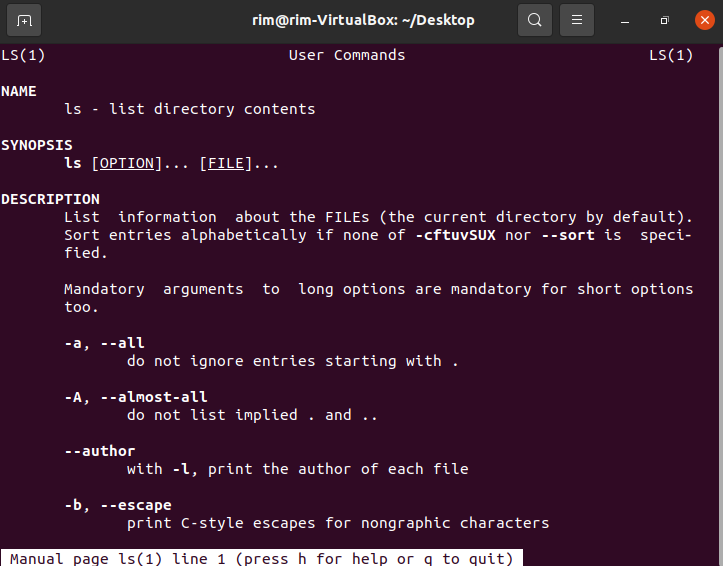 rim@rim-VirtualBox: ~/Desktop
LS(1) User Commands LS(1)
NAME
ls - list directory contents
SYNOPSIS
ls [OPTION]... [FILE]...
DESCRIPTION
List information about the FILEs (the current directory by default).
Sort entries alphabetically if none of -cftuvSUX nor --sort is speci-
fied.
Mandatory arguments to long options are mandatory for short options
too.
-a, --all
do not ignore entries starting with .
-A, --almost-all
do not list implied . and ..
--author
with -l, print the author of each file
-b, --escape
print C-style escapes for nongraphic characters
Manual page ls(1) line 1 (press h for help or q to quit)